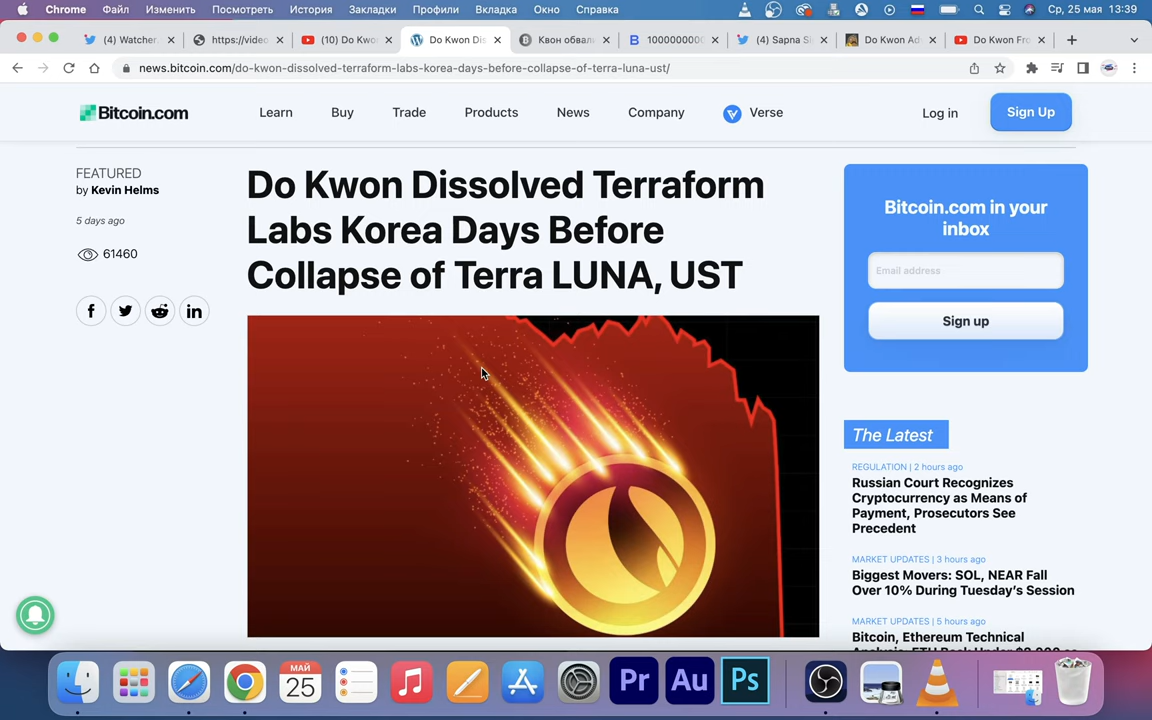 Chrome Файл Изменить Посмотреть История Закладки Профили Вкладка Окно Справка Ср, 25 мая 13:39
(4) Watcher https://video (10) Do Kwo Do Kwon Dis Квон обвал 1000000000 (4) Sapna Si Do Kwon Ad Do Kwon Fro
news.bitcoin.com/do-kwon-dissolved-terraform-labs-korea-days-before-collapse-of-terra-luna-ust/
Bitcoin.com Learn Buy Trade Products News Company Verse Log in Sign Up
FEATURED
by Kevin Helms
5 days ago
61460
Do Kwon Dissolved Terraform
Labs Korea Days Before
Collapse of Terra LUNA, UST
Bitcoin.com in your
inbox
Email address
Sign up
The Latest
REGULATION | 2 hours ago
Russian Court Recognizes
Cryptocurrency as Means of
Payment, Prosecutors See
Precedent
MARKET UPDATES | 3 hours ago
Biggest Movers: SOL, NEAR Fall
Over 10% During Tuesday's Session
MARKET UPDATES | 5 hours ago
Bitcoin, Ethereum Technical
МАЙ
25
Pr Au Ps